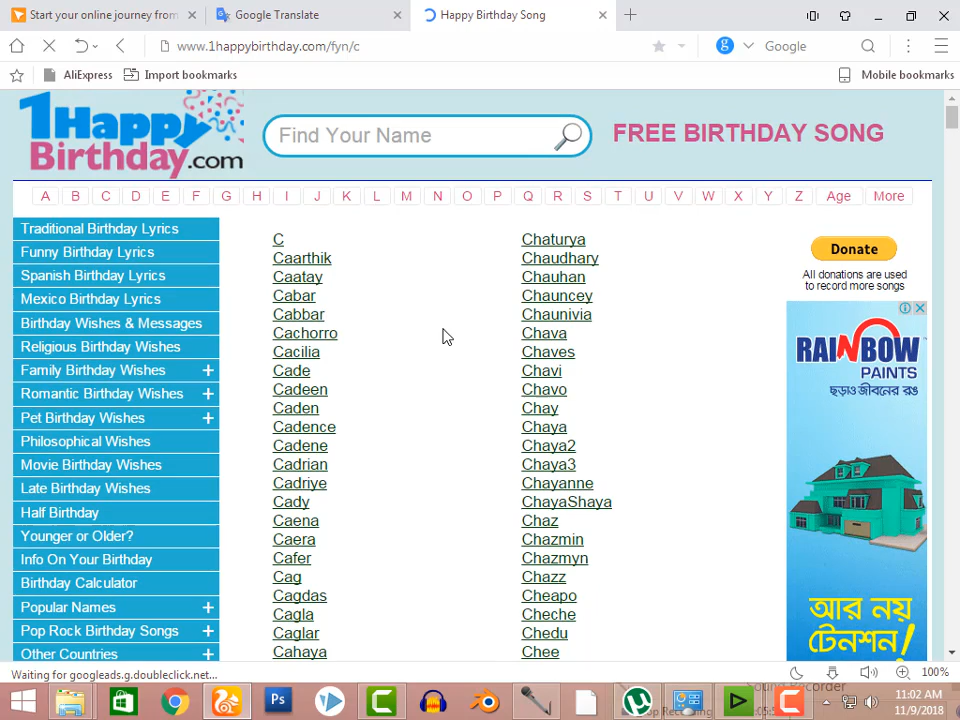 Start your online journey from
Google Translate
Happy Birthday Song
www.1happybirthday.com/fyn/c
Google
AliExpress
Import bookmarks
Mobile bookmarks
1Happy
Birthday.com
Find Your Name
FREE BIRTHDAY SONG
A B C D E F G H I J K L M N O P Q R S T U V W X Y Z Age More
Traditional Birthday Lyrics
Funny Birthday Lyrics
Spanish Birthday Lyrics
Mexico Birthday Lyrics
Birthday Wishes & Messages
Religious Birthday Wishes
Family Birthday Wishes +
Romantic Birthday Wishes +
Pet Birthday Wishes +
Philosophical Wishes
Movie Birthday Wishes
Late Birthday Wishes
Half Birthday
Younger or Older?
Info On Your Birthday
Birthday Calculator
Popular Names +
Pop Rock Birthday Songs +
Other Countries +
C
Caarthik
Caatay
Cabar
Cabbar
Cachorro
Cacilia
Cade
Cadeen
Caden
Cadence
Cadene
Cadrian
Cadriye
Cady
Caena
Caera
Cafer
Cag
Cagdas
Cagla
Caglar
Cahaya
Chaturya
Chaudhary
Chauhan
Chauncey
Chaunivia
Chava
Chaves
Chavi
Chavo
Chay
Chaya
Chaya2
Chaya3
Chayanne
ChayaShaya
Chaz
Chazmin
Chazmyn
Chazz
Cheapo
Cheche
Chedu
Chee
Donate
All donations are used
to record more songs
RAINBOW
PAINTS
ছড়াও জীবনের রঙ
আর নয়
টেনশন!
Waiting for googleads.g.doubleclick.net...
100%
Ps
11:02 AM
11/9/2018